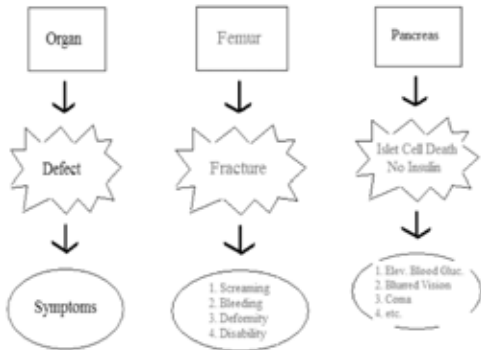 Organ
Femur
Pancreas
Defect
Fracture
Islet Cell Death
No Insulin
Symptoms
1. Screaming
2. Bleeding
3. Deformity
4. Disability
1. Elev. Blood Gluc.
2. Blurred Vision
3. Coma
4. etc.